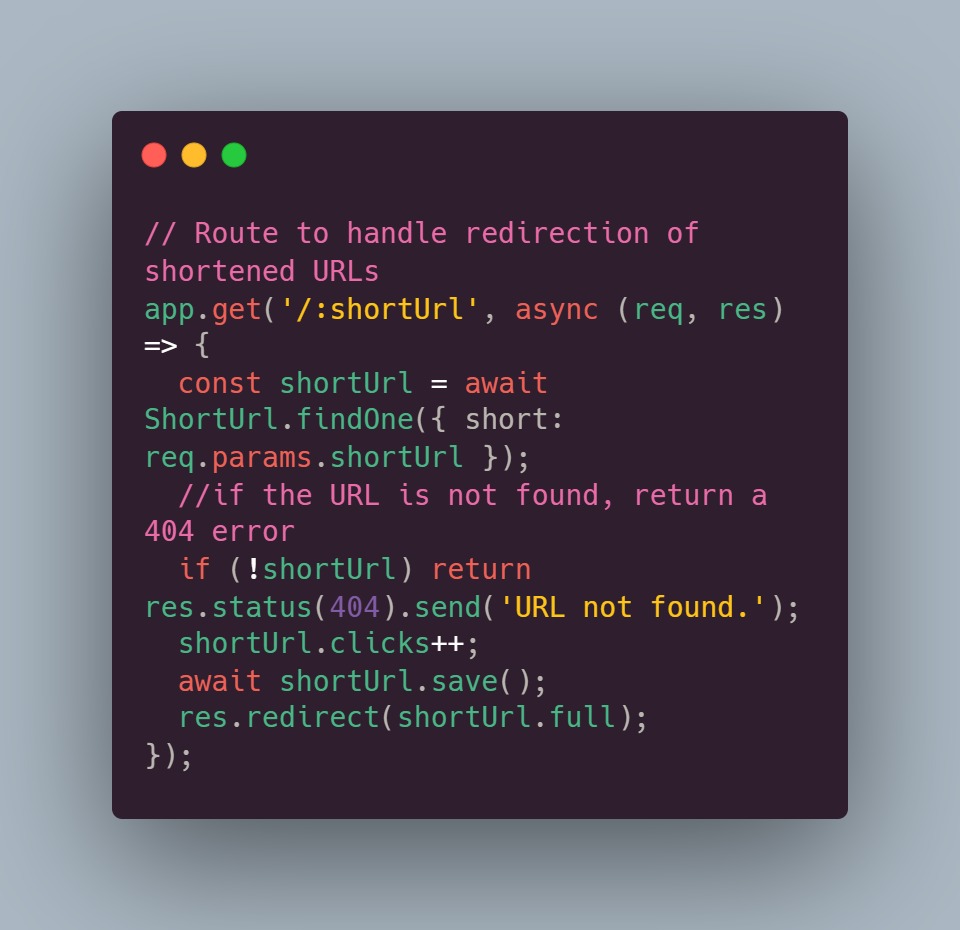 // Route to handle redirection of
shortened URLs
app.get('/:shortUrl', async (req, res)
=> {
  const shortUrl = await
ShortUrl.findOne({ short:
req.params.shortUrl });
  //if the URL is not found, return a
404 error
  if (!shortUrl) return
res.status(404).send('URL not found.');
  shortUrl.clicks++;
  await shortUrl.save();
  res.redirect(shortUrl.full);
});